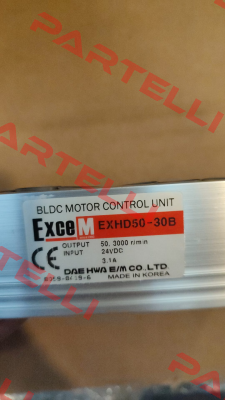 PARTELLI
BLDC MOTOR CONTROL UNIT
ExceM EXHD50-30B
OUTPUT 50, 3000 r/min
INPUT 24VDC
3.1A
DAE HWA E/M CO.LTD.
MADE IN KOREA
PARTELLI